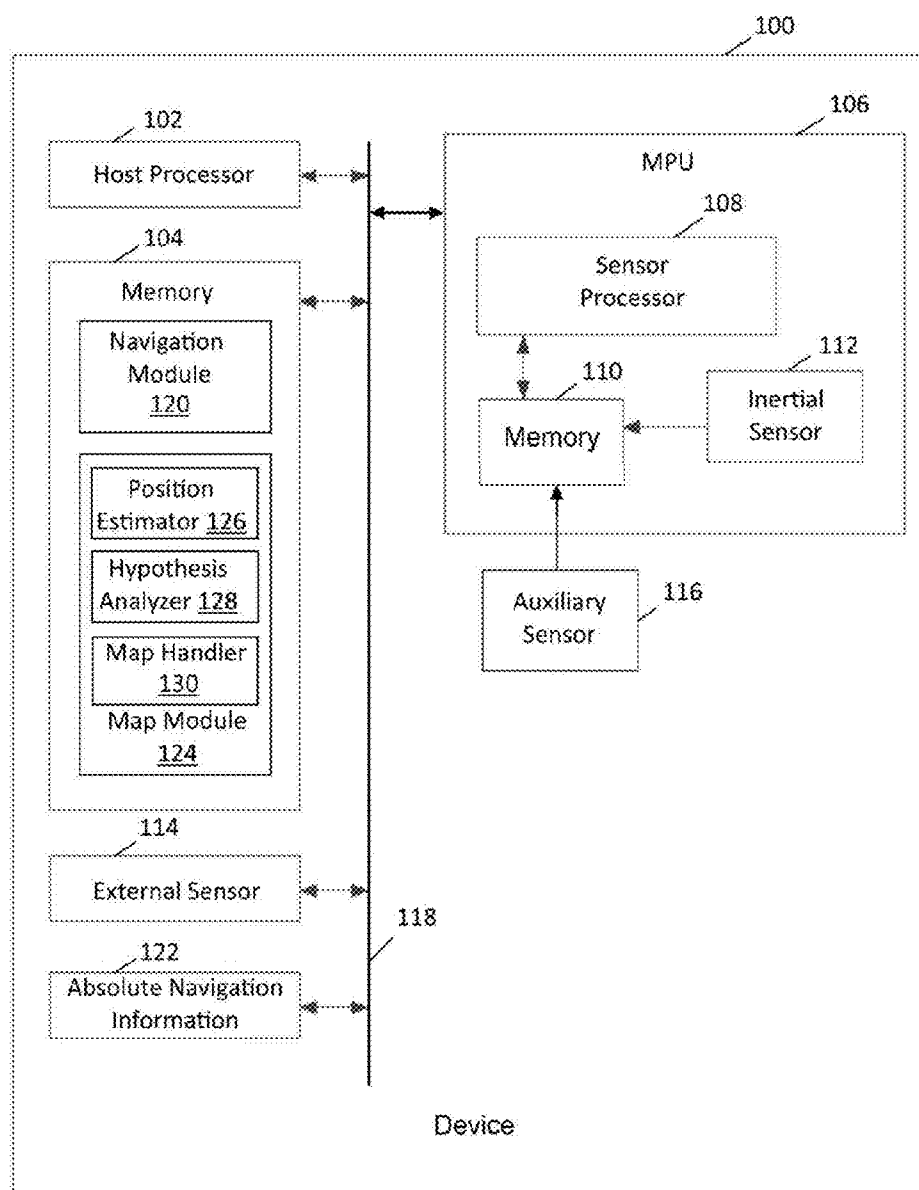 100
102
Host Processor
104
Memory
Navigation
Module
120
Position
Estimator 126
Hypothesis
Analyzer 128
Map Handler
130
Map Module
124
114
External Sensor
122
Absolute Navigation
Information
118
106
MPU
108
Sensor
Processor
110
Memory
112
Inertial
Sensor
Auxiliary
Sensor
116
Device